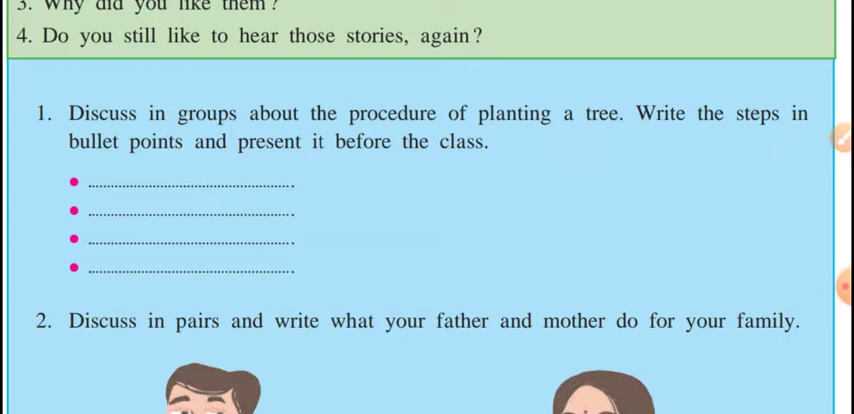 3. Why did you like them?
4. Do you still like to hear those stories, again?
1. Discuss in groups about the procedure of planting a tree. Write the steps in
bullet points and present it before the class.
• ..................................................... .
• ..................................................... .
• ..................................................... .
• ..................................................... .
2. Discuss in pairs and write what your father and mother do for your family.